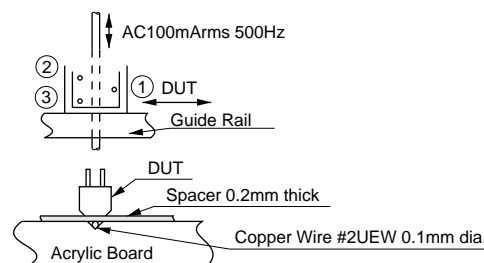 AC100mArms 500Hz
②
③
① DUT
Guide Rail
DUT
Spacer 0.2mm thick
Copper Wire #2UEW 0.1mm dia.
Acrylic Board